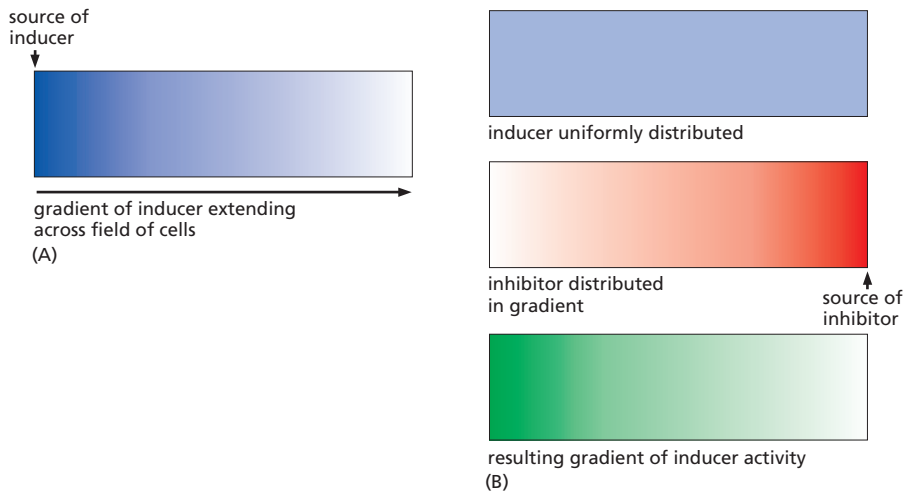 source of
inducer
gradient of inducer extending
across field of cells
(A)
inducer uniformly distributed
inhibitor distributed
in gradient
source of
inhibitor
resulting gradient of inducer activity
(B)